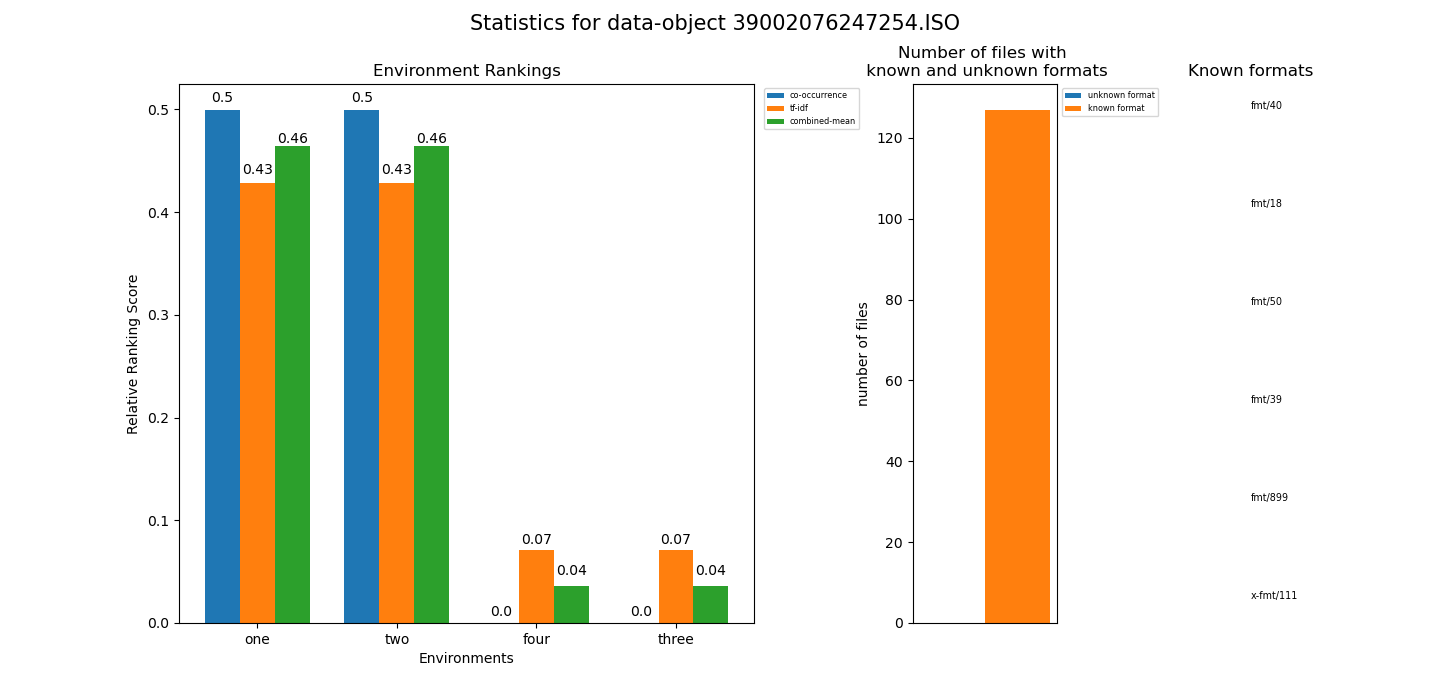 Statistics for data-object 39002076247254.ISO
Environment Rankings
0.5
0.4
0.3
0.2
0.1
0.0
Relative Ranking Score
0.5
0.43
0.46
0.5
0.43
0.46
0.0
0.07
0.04
0.0
0.07
0.04
one
two
four
three
Environments
co-occurrence
tf-idf
combined-mean
Number of files with
known and unknown formats
120
100
80
60
40
20
0
number of files
unknown format
known format
Known formats
fmt/40
fmt/18
fmt/50
fmt/39
fmt/899
x-fmt/111